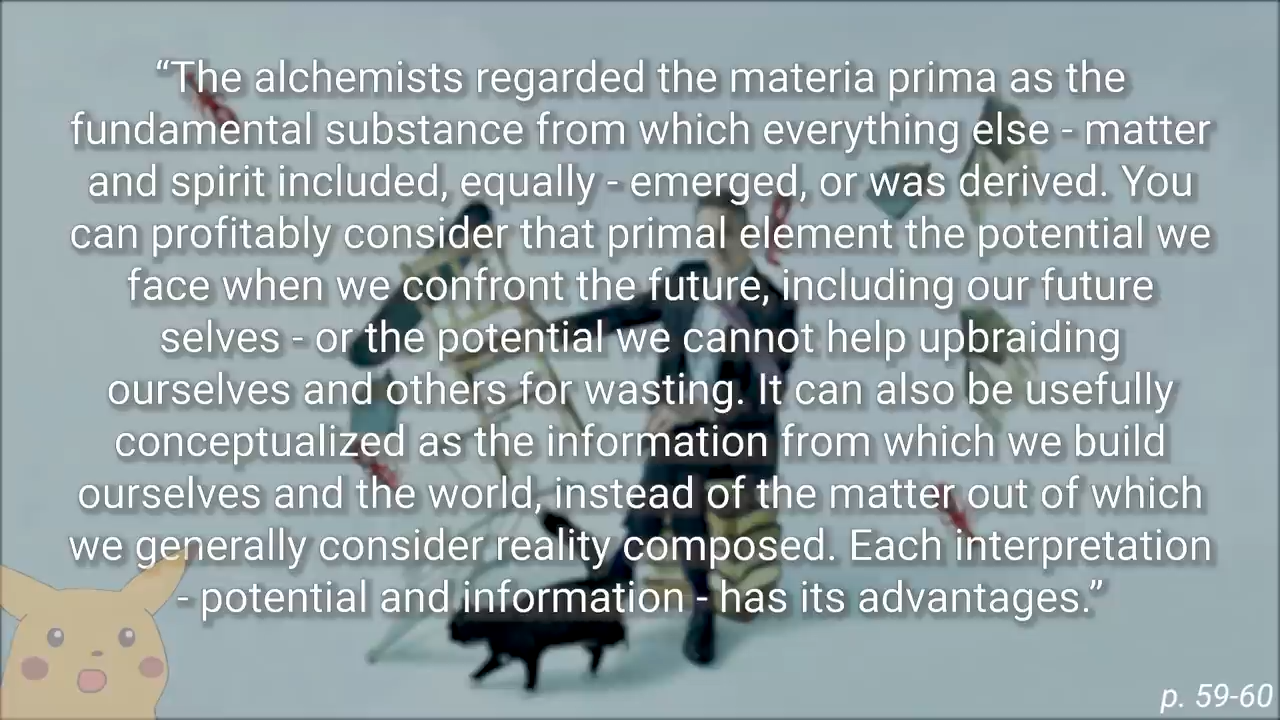 “The alchemists regarded the materia prima as the
fundamental substance from which everything else - matter
and spirit included, equally - emerged, or was derived. You
can profitably consider that primal element the potential we
face when we confront the future, including our future
selves - or the potential we cannot help upbraiding
ourselves and others for wasting. It can also be usefully
conceptualized as the information from which we build
ourselves and the world, instead of the matter out of which
we generally consider reality composed. Each interpretation
- potential and information - has its advantages.”
p. 59-60